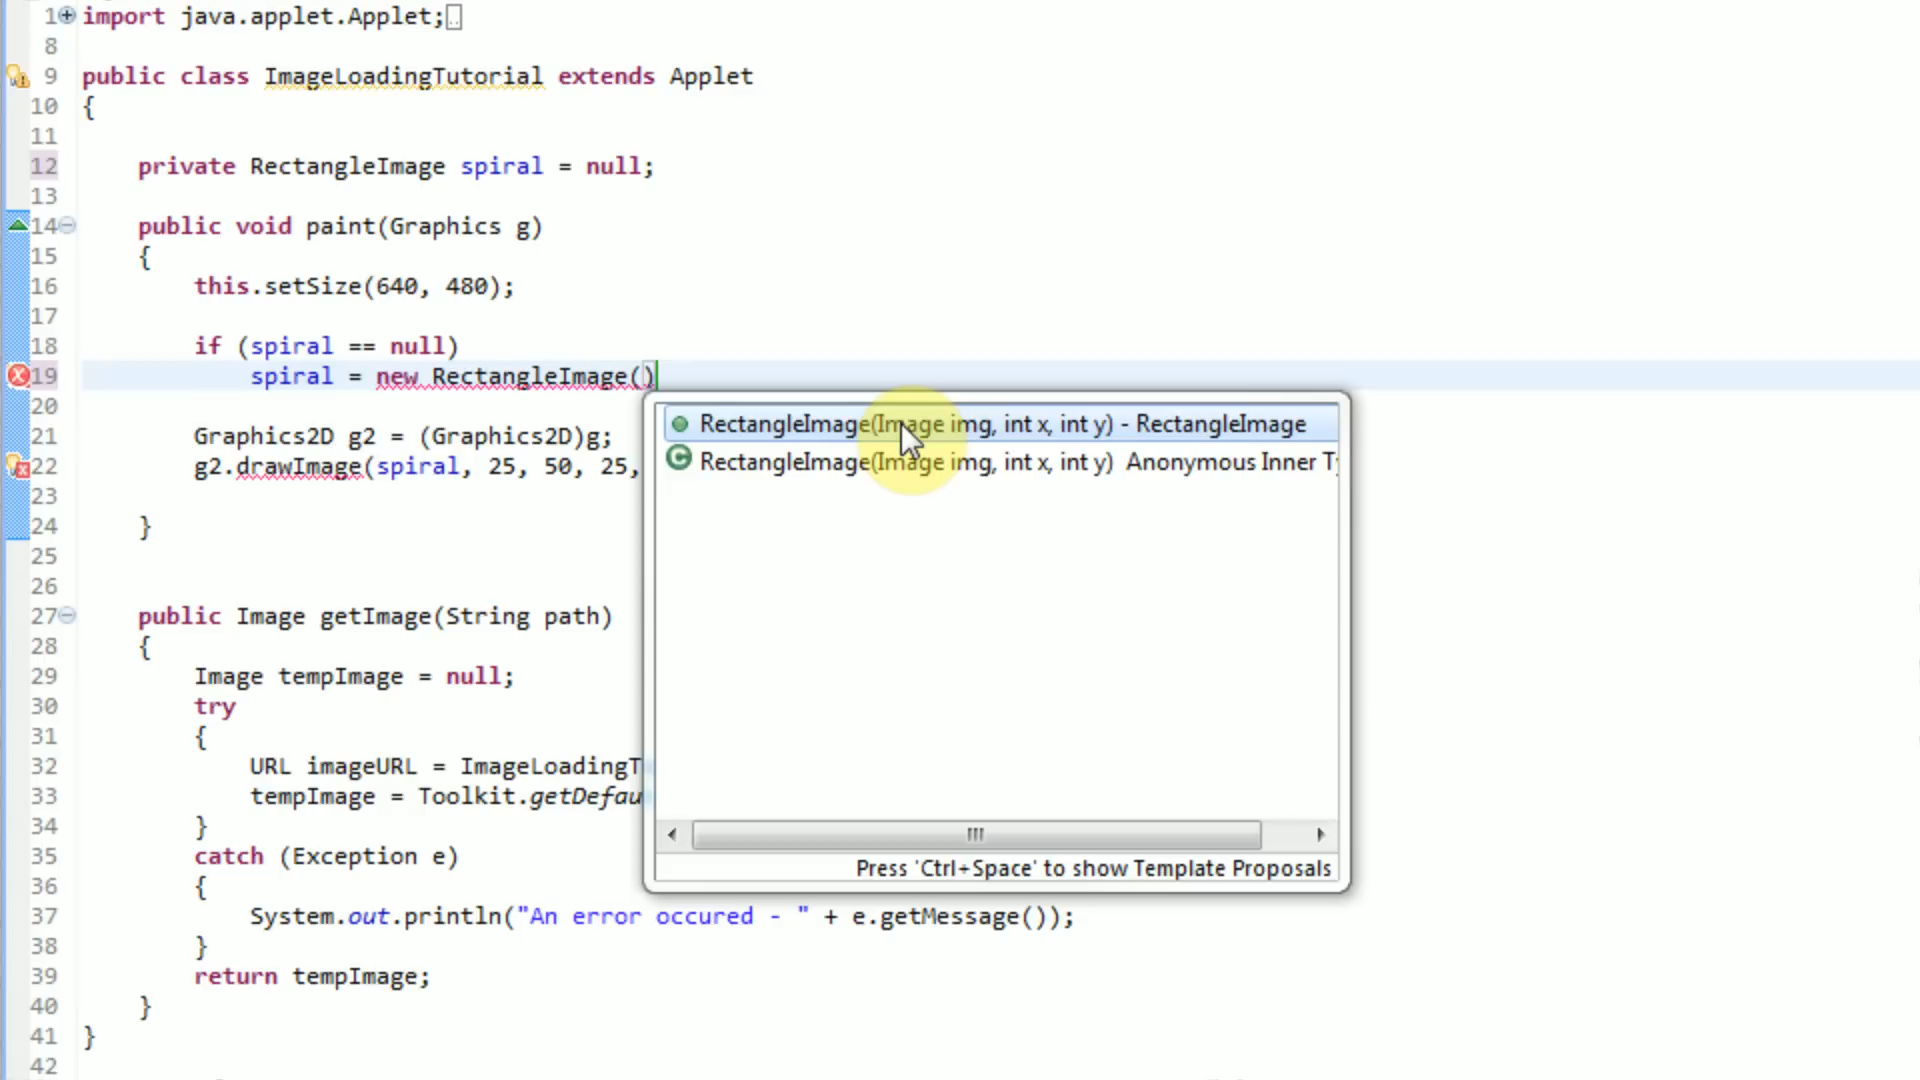 1 import java.applet.Applet;
8
9 public class ImageLoadingTutorial extends Applet
10 {
11
12 private RectangleImage spiral = null;
13
14 public void paint(Graphics g)
15 {
16 this.setSize(640, 480);
17
18 if (spiral == null)
19 spiral = new RectangleImage()
20
RectangleImage(Image img, int x, int y) - RectangleImage
21 Graphics2D g2 = (Graphics2D)g;
22 g2.drawImage(spiral, 25, 50, 25,
RectangleImage(Image img, int x, int y) Anonymous Inner
23
24 }
25
26
27 public Image getImage(String path)
28 {
29 Image tempImage = null;
30 try
31 {
32 URL imageURL = ImageLoadingT
33 tempImage = Toolkit.getDefau
34 }
35 catch (Exception e)
Press 'Ctrl+Space' to show Template Proposals
36 {
37 System.out.println("An error occured - " + e.getMessage());
38 }
39 return tempImage;
40 }
41 }
42